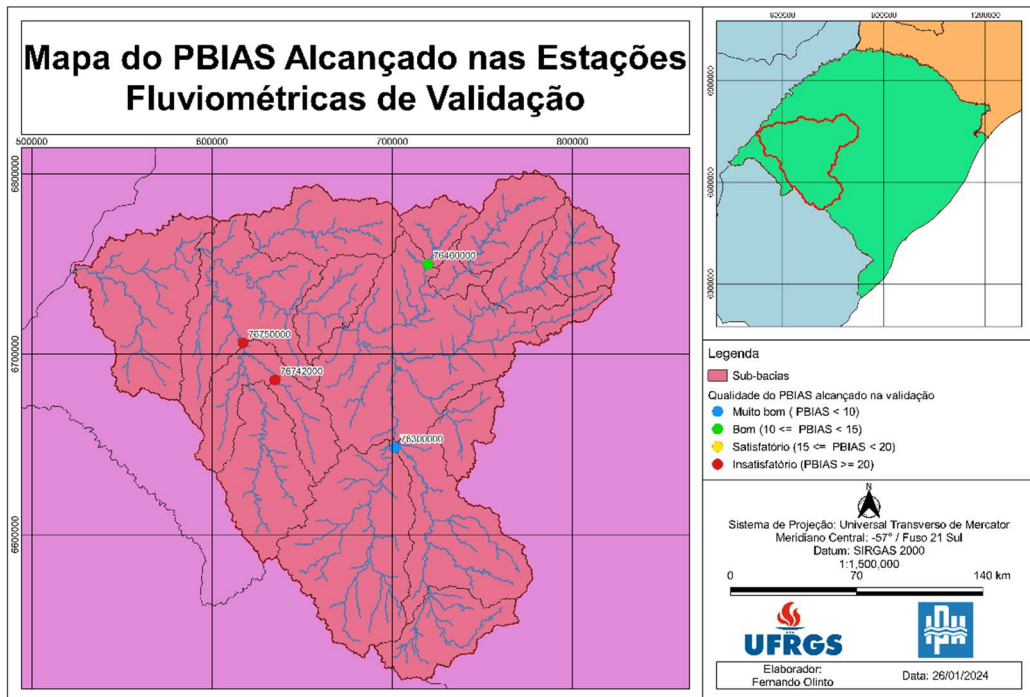 Mapa do PBIAS Alcançado nas Estações
Fluviométricas de Validação
500000
600000
700000
800000
6800000
6700000
6600000
76460000
76750000
76742000
76300000
600000
900000
1200000
6600000
6300000
Legenda
Sub-bacias
Qualidade do PBIAS alcançado na validação
Muito bom ( PBIAS < 10)
Bom (10 <= PBIAS < 15)
Satisfatório (15 <= PBIAS < 20)
Insatisfatório (PBIAS >= 20)
N
Sistema de Projeção: Universal Transverso de Mercator
Meridiano Central: -57° / Fuso 21 Sul
Datum: SIRGAS 2000
1:1,500,000
0 70 140 km
UFRGS
Elaborador:
Fernando Olinto
Data: 26/01/2024